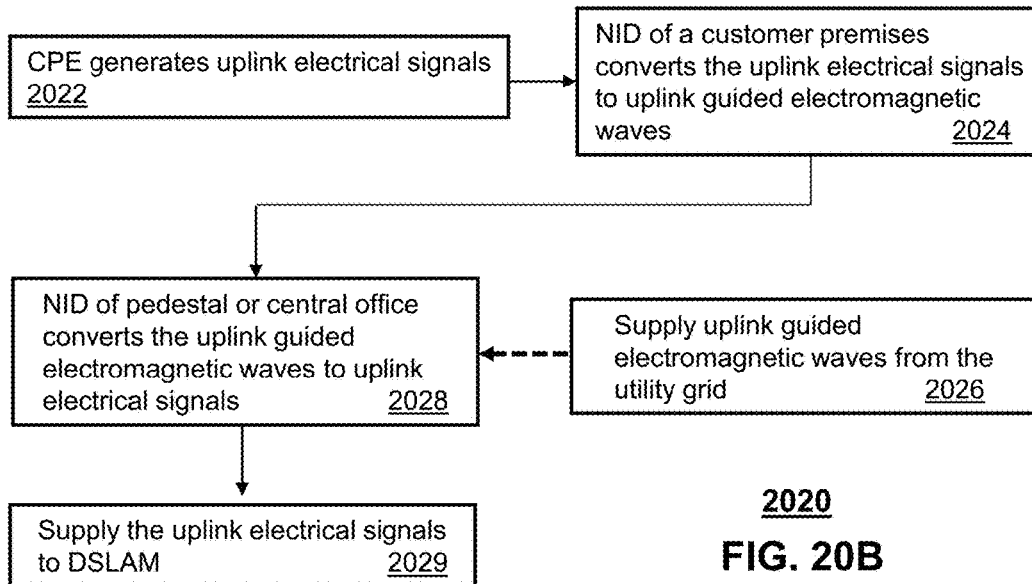 CPE generates uplink electrical signals
2022
NID of a customer premises
converts the uplink electrical signals
to uplink guided electromagnetic
waves 2024
NID of pedestal or central office
converts the uplink guided
electromagnetic waves to uplink
electrical signals 2028
Supply uplink guided
electromagnetic waves from the
utility grid 2026
Supply the uplink electrical signals
to DSLAM 2029
2020
FIG. 20B